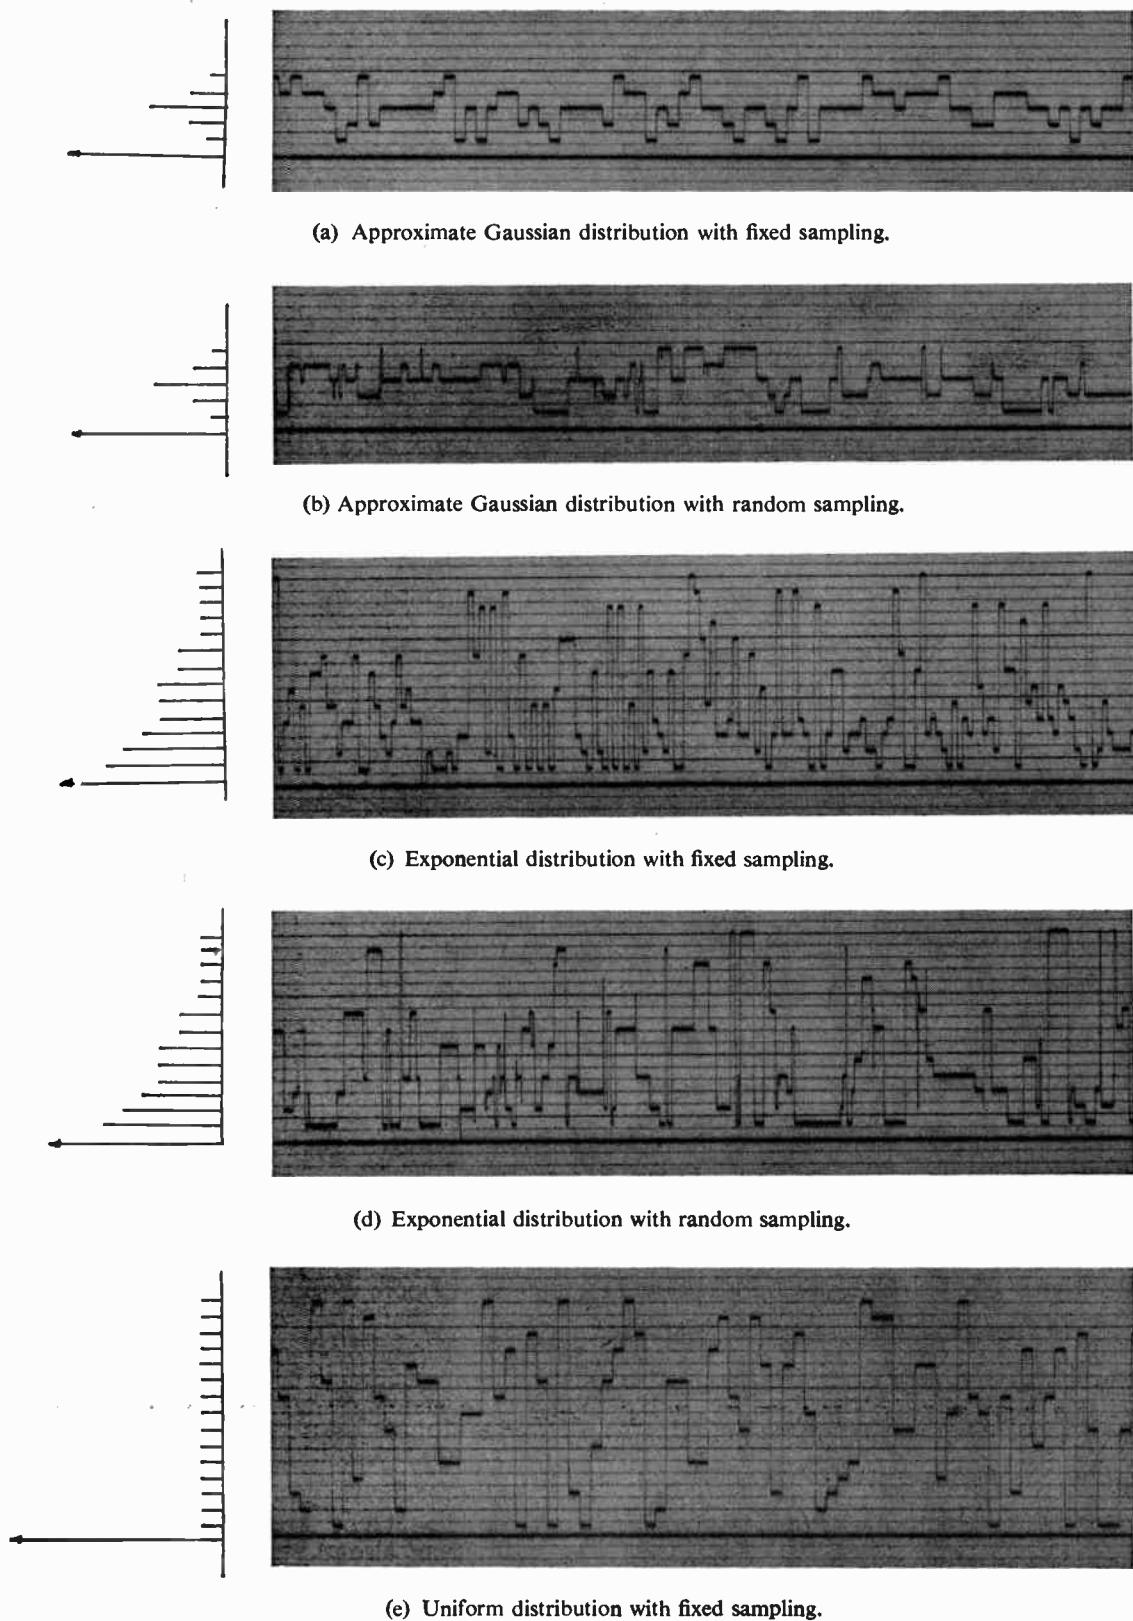 (a) Approximate Gaussian distribution with fixed sampling.
(b) Approximate Gaussian distribution with random sampling.
(c) Exponential distribution with fixed sampling.
(d) Exponential distribution with random sampling.
(e) Uniform distribution with fixed sampling.